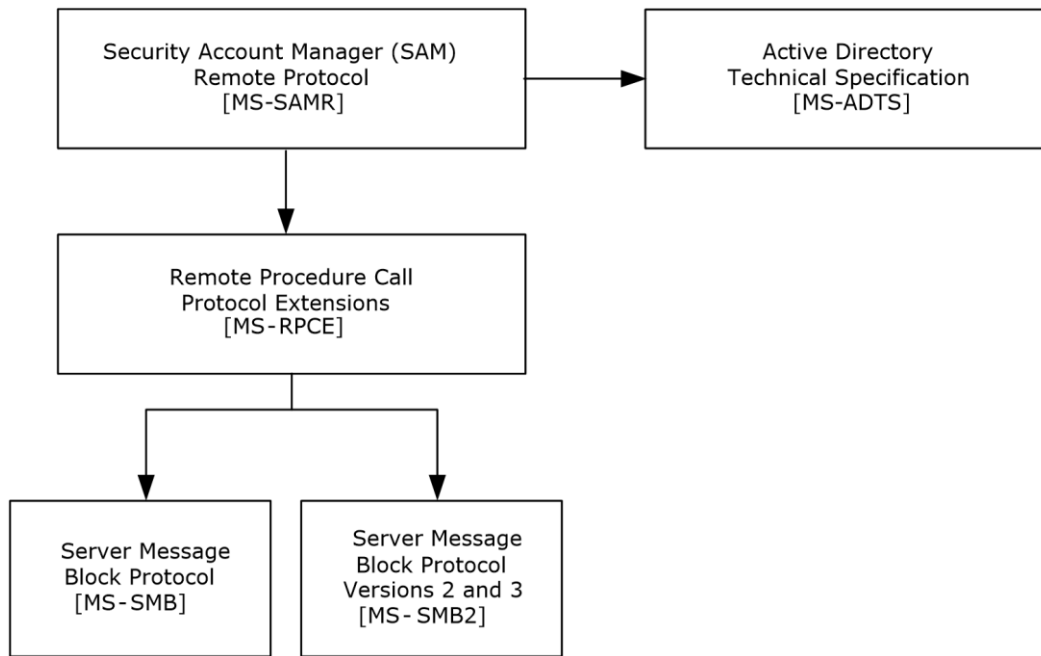 Security Account Manager (SAM)
Remote Protocol
[MS-SAMR]
Active Directory
Technical Specification
[MS-ADTS]
Remote Procedure Call
Protocol Extensions
[MS-RPCE]
Server Message
Block Protocol
[MS-SMB]
Server Message
Block Protocol
Versions 2 and 3
[MS-SMB2]